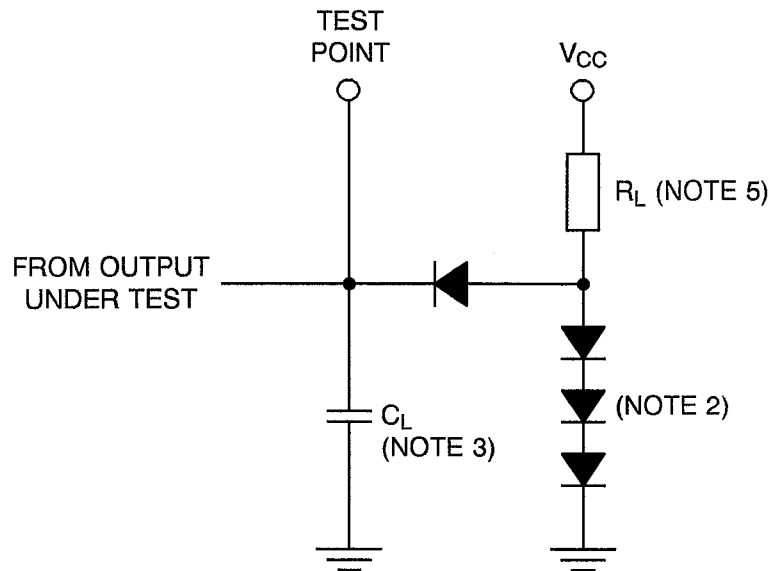 TEST
POINT
VCC
RL (NOTE 5)
FROM OUTPUT
UNDER TEST
CL
(NOTE 3)
(NOTE 2)